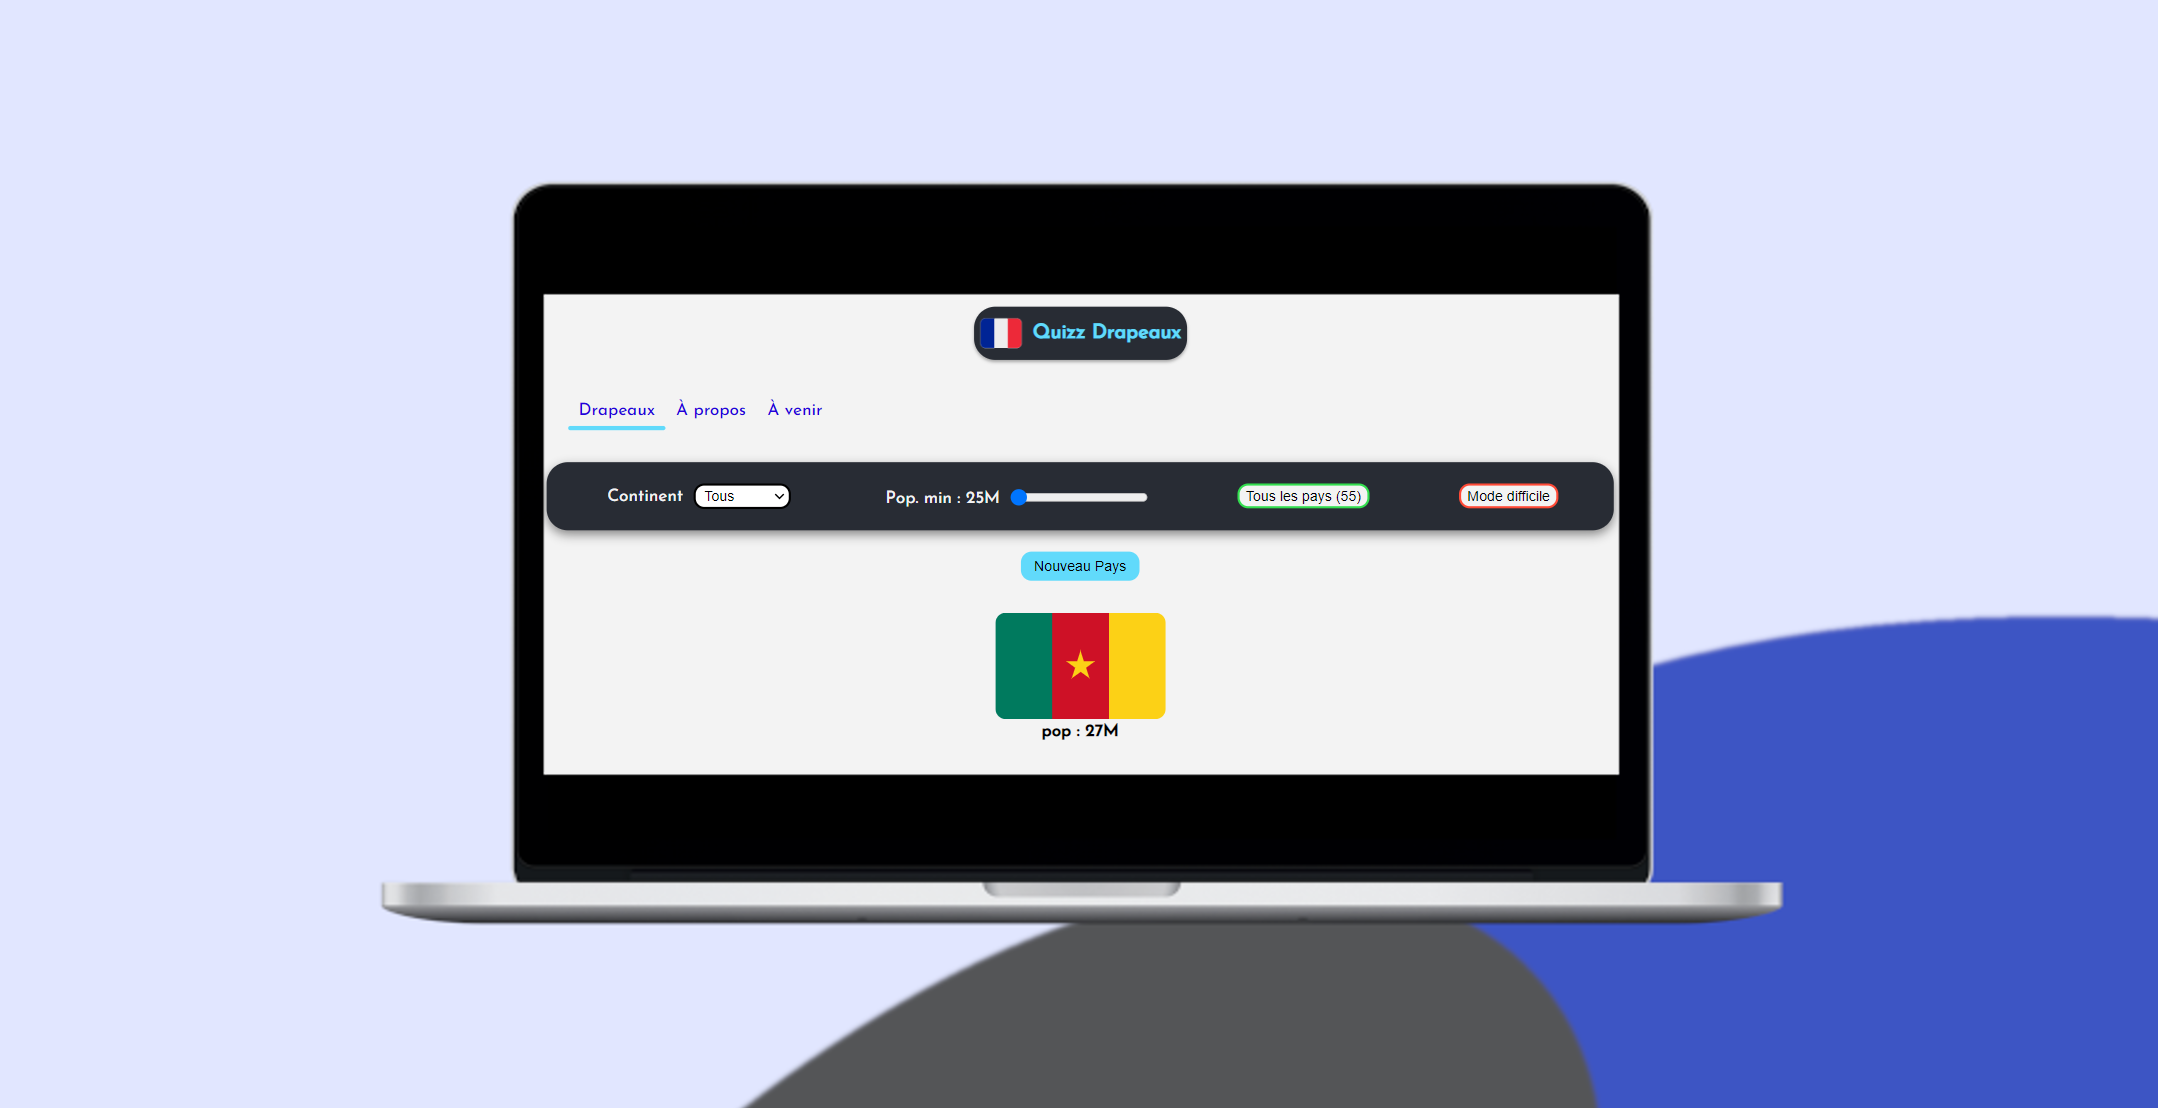 Quizz Drapeaux
Drapeaux À propos À venir
Continent Tous Pop. min : 25M Tous les pays (55) Mode difficile
Nouveau Pays
pop : 27M